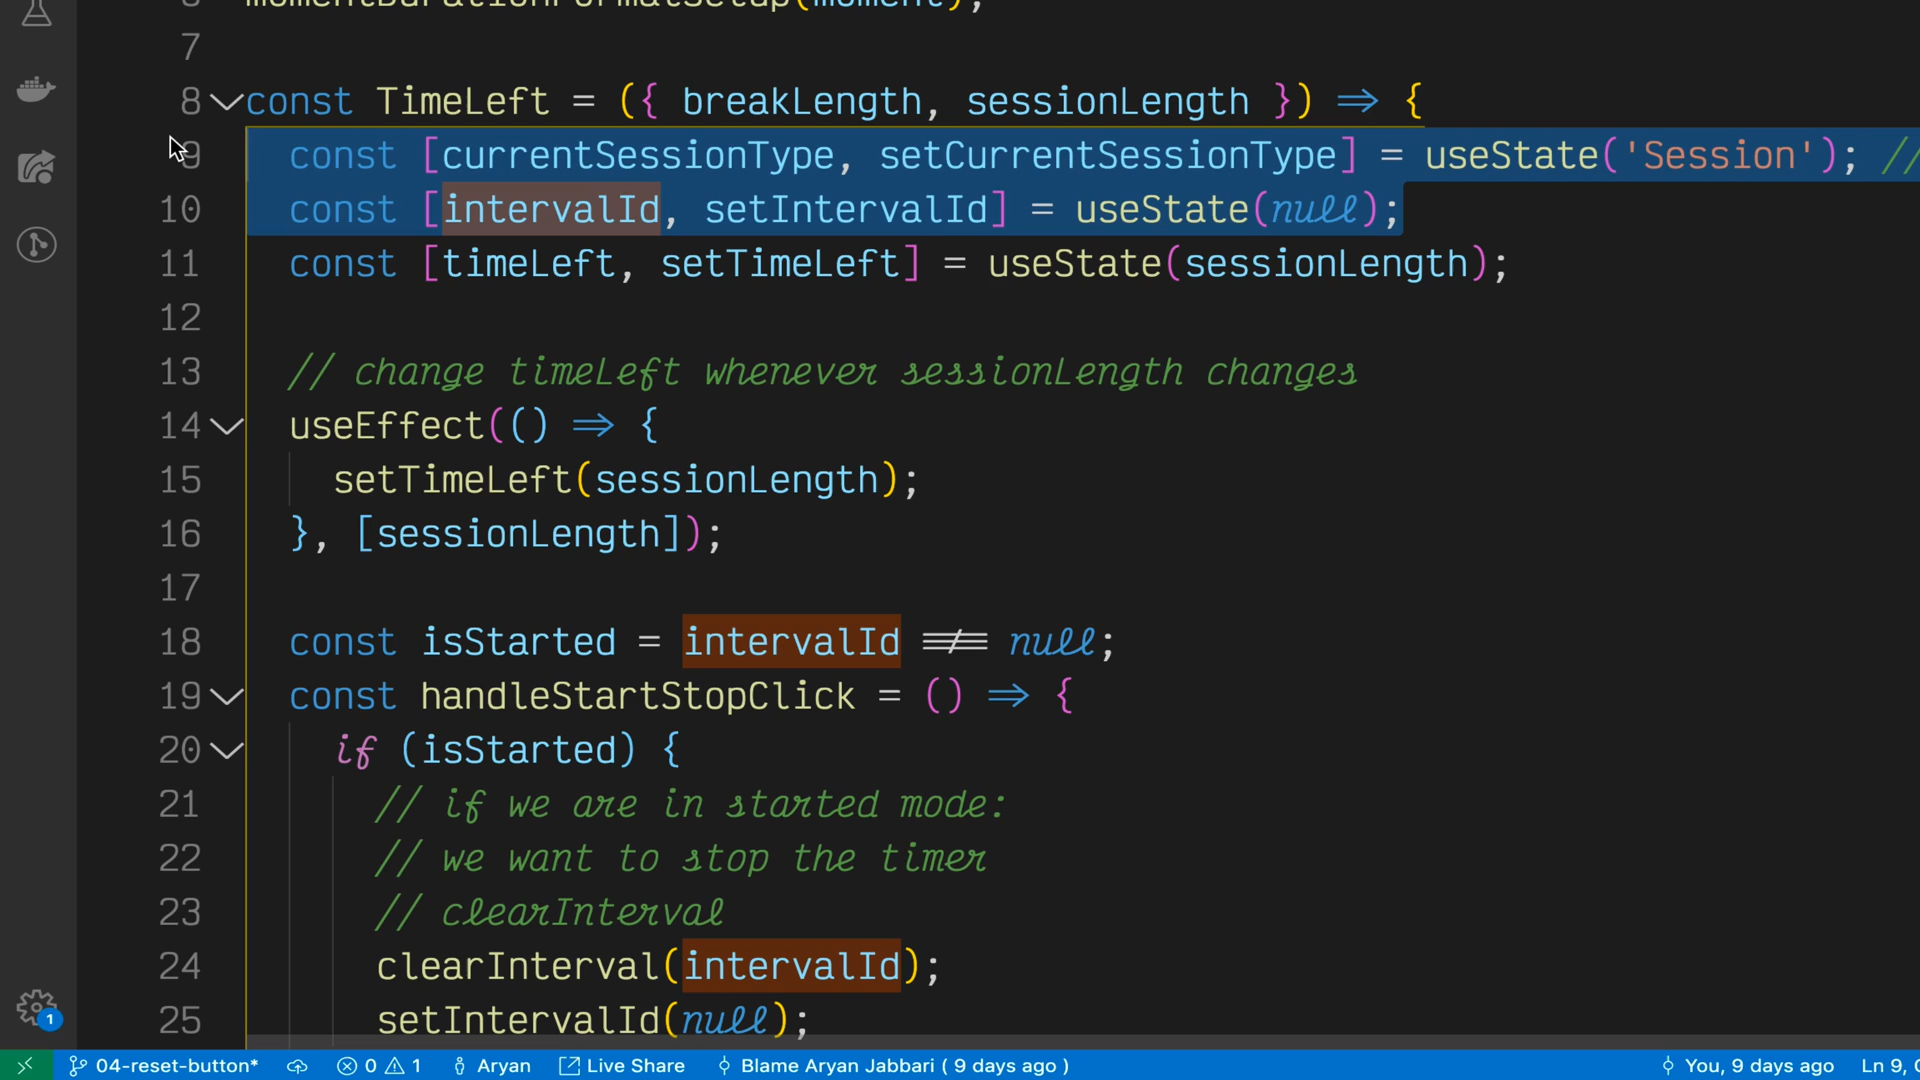 6 momentDurationFormatSetup(moment);
7
8 const TimeLeft = ({ breakLength, sessionLength }) => {
9 const [currentSessionType, setCurrentSessionType] = useState('Session'); //
10 const [intervalId, setIntervalId] = useState(null);
11 const [timeLeft, setTimeLeft] = useState(sessionLength);
12
13 // change timeLeft whenever sessionLength changes
14 useEffect(() => {
15 setTimeLeft(sessionLength);
16 }, [sessionLength]);
17
18 const isStarted = intervalId !== null;
19 const handleStartStopClick = () => {
20 if (isStarted) {
21 // if we are in started mode:
22 // we want to stop the timer
23 // clearInterval
24 clearInterval(intervalId);
25 setIntervalId(null);
1
04-reset-button* 0 1 Aryan Live Share Blame Aryan Jabbari ( 9 days ago ) You, 9 days ago Ln 9,